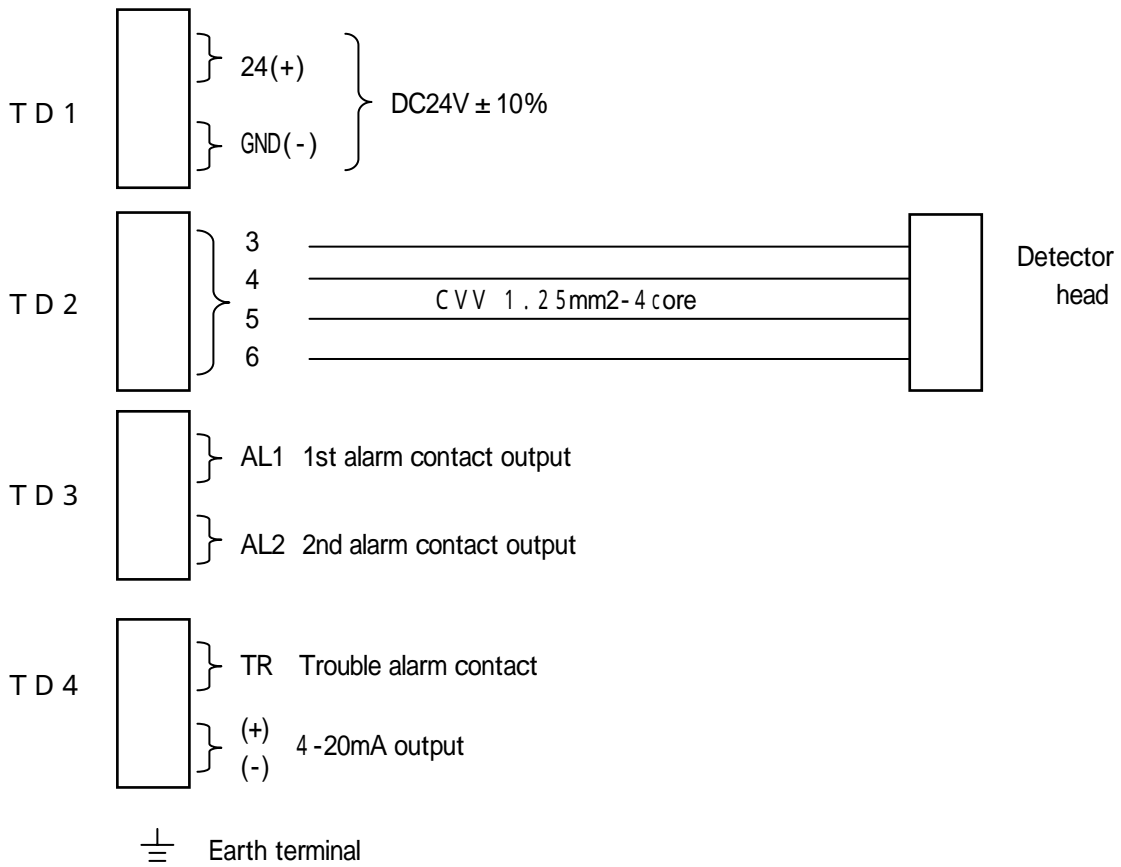 24(+)
TD1
DC24V ± 10%
GND(-)
3
4
CVV 1.25mm2-4core
5
6
TD2
Detector
head
AL1 1st alarm contact output
TD3
AL2 2nd alarm contact output
TR Trouble alarm contact
TD4
(+)
4-20mA output
(-)
Earth terminal